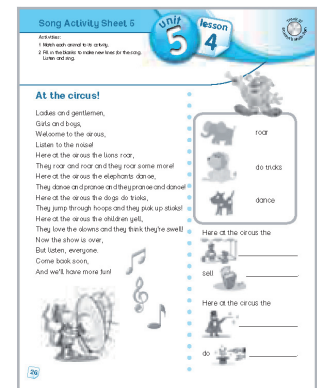 Song Activity Sheet 5
unit 5
lesson 4
Activities:
1 Match each animal to its activity.
2 Fill in the blanks to make new lines for the song.
Listen and sing.
At the circus!
Ladies and gentlemen,
Girls and boys,
Welcome to the circus,
Listen to the noise!
Here at the circus the lions roar,
They roar and roar and they roar some more!
Here at the circus the elephants dance,
They dance and prance and they prance and dance!
Here at the circus the dogs do tricks,
They jump through hoops and they pick up sticks!
Here at the circus the children yell,
They love the clowns and they think they're swell!
Now the show is over,
But listen, everyone.
Come back soon,
And we'll have more fun!
roar
do tricks
dance
Here at the circus the
sell
Here at the circus the
do
26